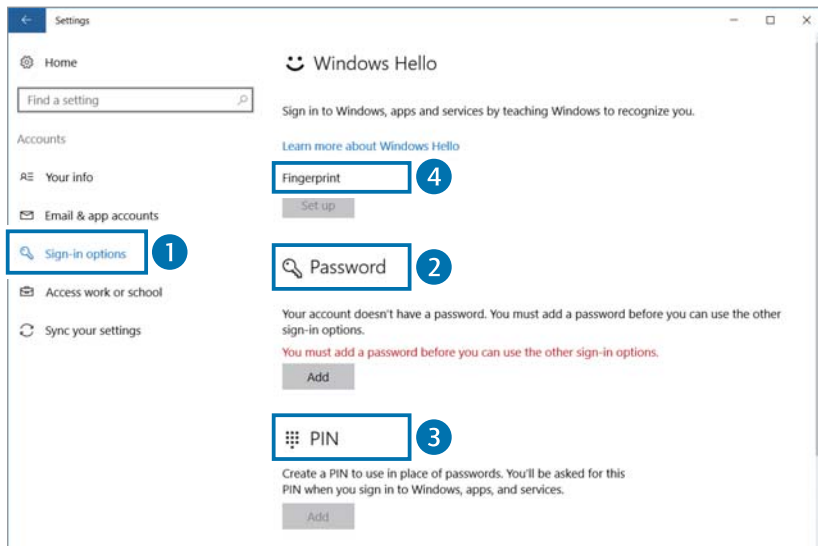 Settings
Home
Find a setting
Accounts
Your info
Email & app accounts
Sign-in options
1
Access work or school
Sync your settings
Windows Hello
Sign in to Windows, apps and services by teaching Windows to recognize you.
Learn more about Windows Hello
Fingerprint
4
Set up
Password
2
Your account doesn't have a password. You must add a password before you can use the other
sign-in options.
You must add a password before you can use the other sign-in options.
Add
PIN
3
Create a PIN to use in place of passwords. You'll be asked for this
PIN when you sign in to Windows, apps, and services.
Add